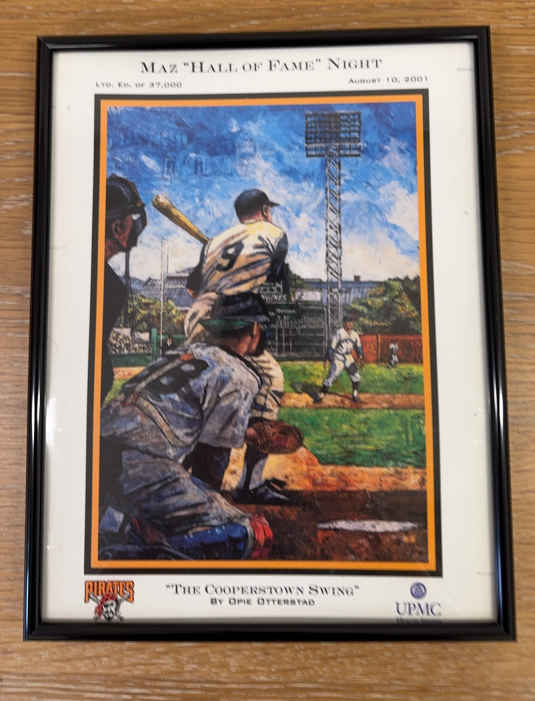 MAZ "HALL OF FAME" NIGHT
LTD. ED. OF 37,000
AUGUST 10, 2001
9
8
PIRATES
"THE COOPERSTOWN SWING"
BY OPIE OTTERSTAD
UPMC